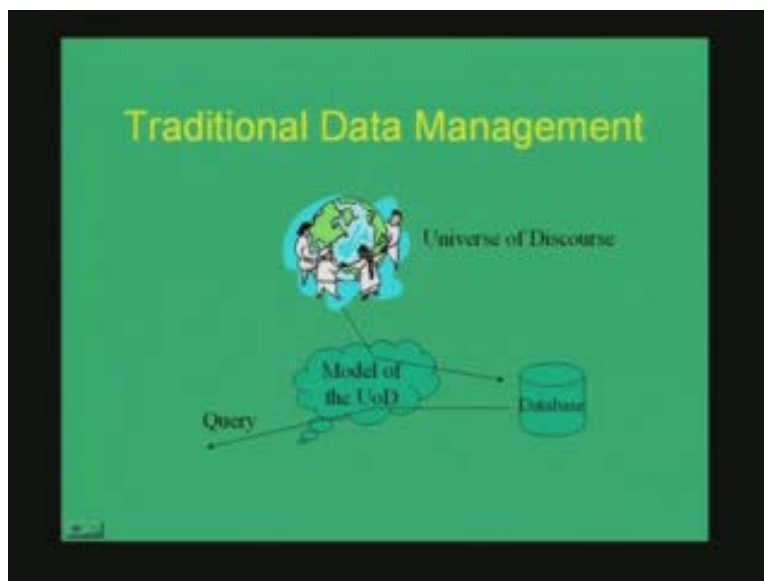 Traditional Data Management
Universe of Discourse
Model of
the UoD
Database
Query